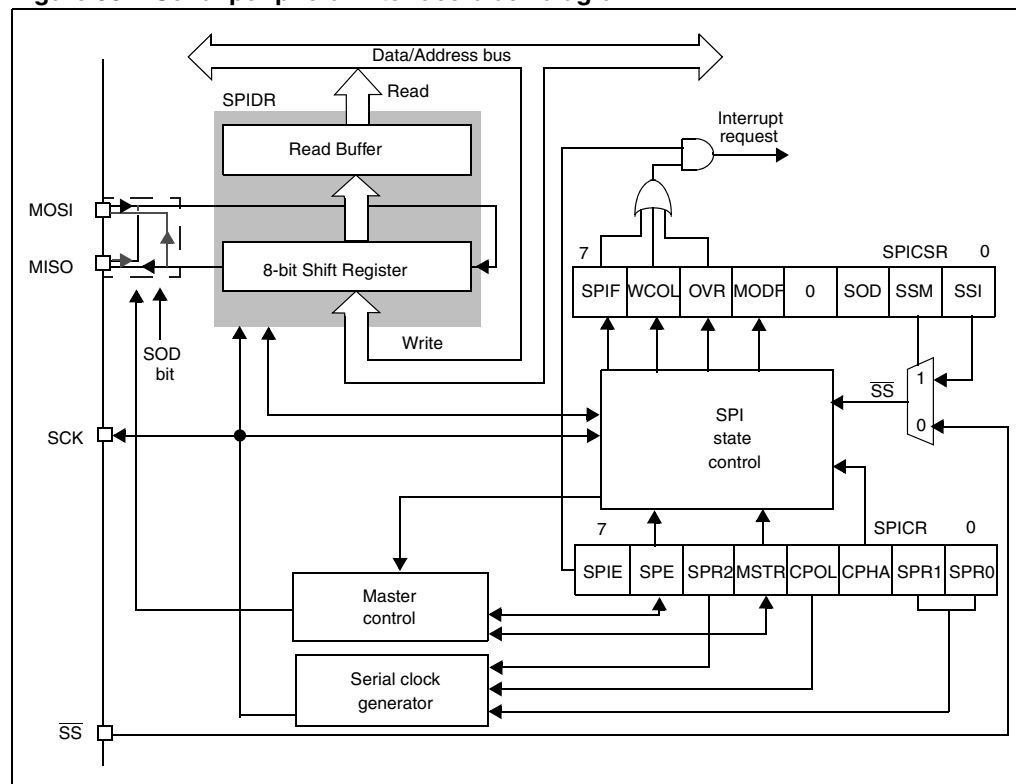 Data/Address bus
SPIDR
Read
Read Buffer
Interrupt
request
MOSI
MISO
8-bit Shift Register
7
SPICSR
0
SPIF
WCOL
OVR
MODF
0
SOD
SSM
SSI
Write
SOD
bit
SS
1
0
SCK
SPI
state
control
7
SPICR
0
SPIE
SPE
SPR2
MSTR
CPOL
CPHA
SPR1
SPR0
Master
control
Serial clock
generator
SS